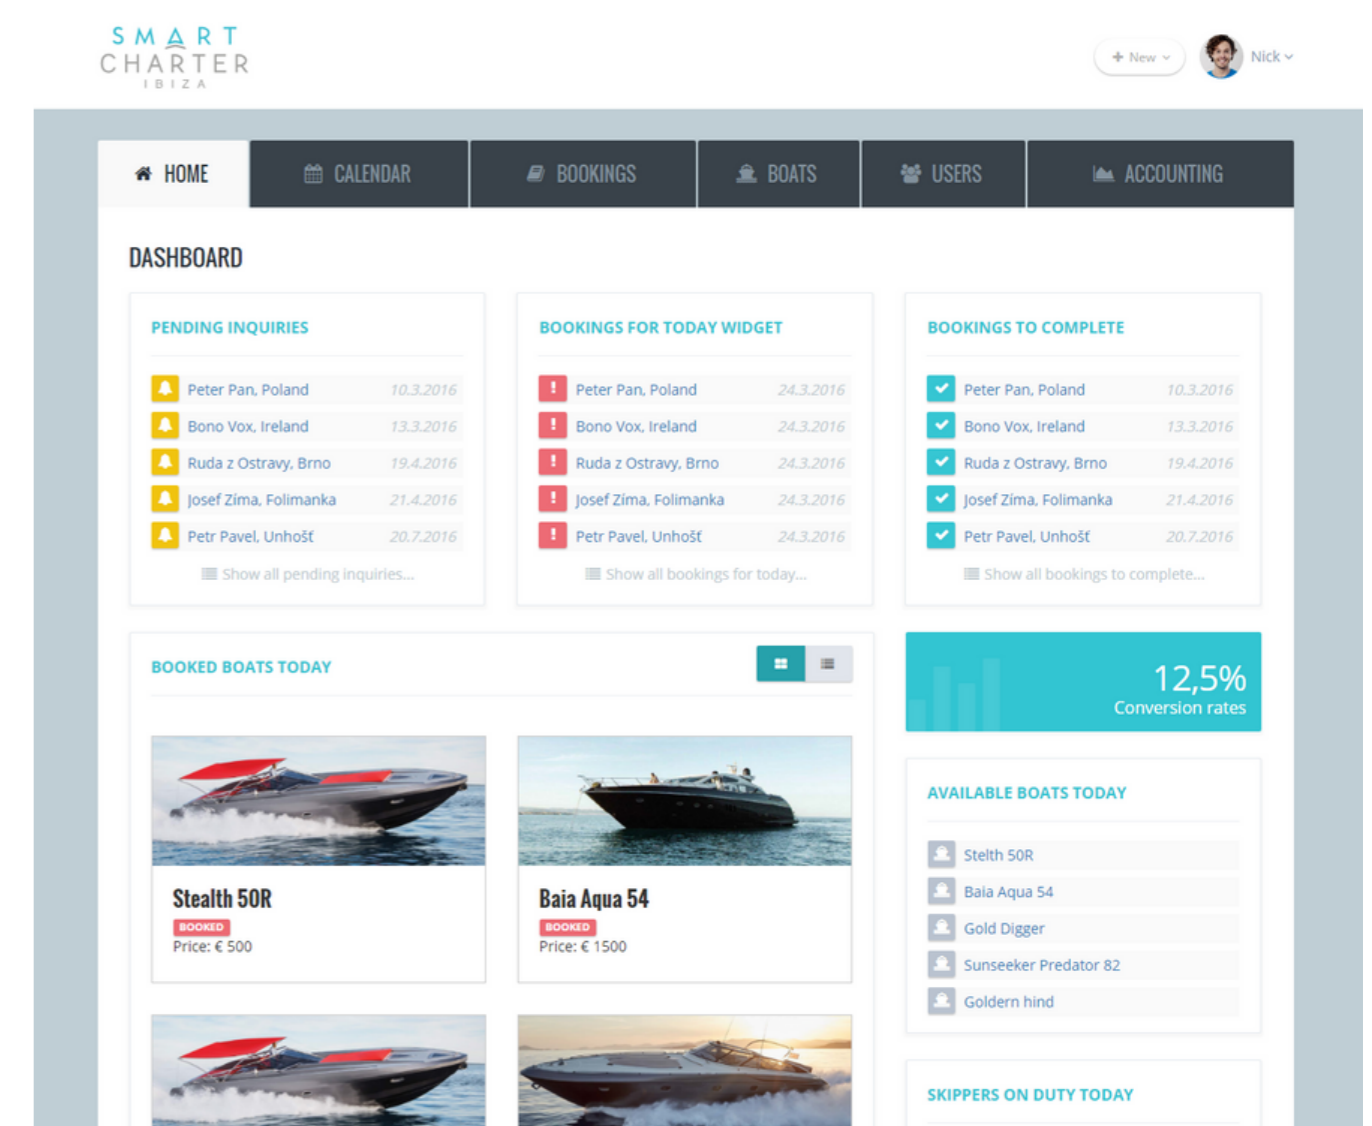 SMART
CHARTER
IBIZA
+ New
Nick
HOME
CALENDAR
BOOKINGS
BOATS
USERS
ACCOUNTING
DASHBOARD
PENDING INQUIRIES
Peter Pan, Poland 10.3.2016
Bono Vox, Ireland 13.3.2016
Ruda z Ostravy, Brno 19.4.2016
Josef Zíma, Folimanka 21.4.2016
Petr Pavel, Unhošť 20.7.2016
Show all pending inquiries...
BOOKINGS FOR TODAY WIDGET
Peter Pan, Poland 24.3.2016
Bono Vox, Ireland 24.3.2016
Ruda z Ostravy, Brno 24.3.2016
Josef Zíma, Folimanka 24.3.2016
Petr Pavel, Unhošť 24.3.2016
Show all bookings for today...
BOOKINGS TO COMPLETE
Peter Pan, Poland 10.3.2016
Bono Vox, Ireland 13.3.2016
Ruda z Ostravy, Brno 19.4.2016
Josef Zíma, Folimanka 21.4.2016
Petr Pavel, Unhošť 20.7.2016
Show all bookings to complete...
BOOKED BOATS TODAY
Stealth 50R
BOOKED
Price: € 500
Baia Aqua 54
BOOKED
Price: € 1500
12,5%
Conversion rates
AVAILABLE BOATS TODAY
Stelth 50R
Baia Aqua 54
Gold Digger
Sunseeker Predator 82
Goldern hind
SKIPPERS ON DUTY TODAY